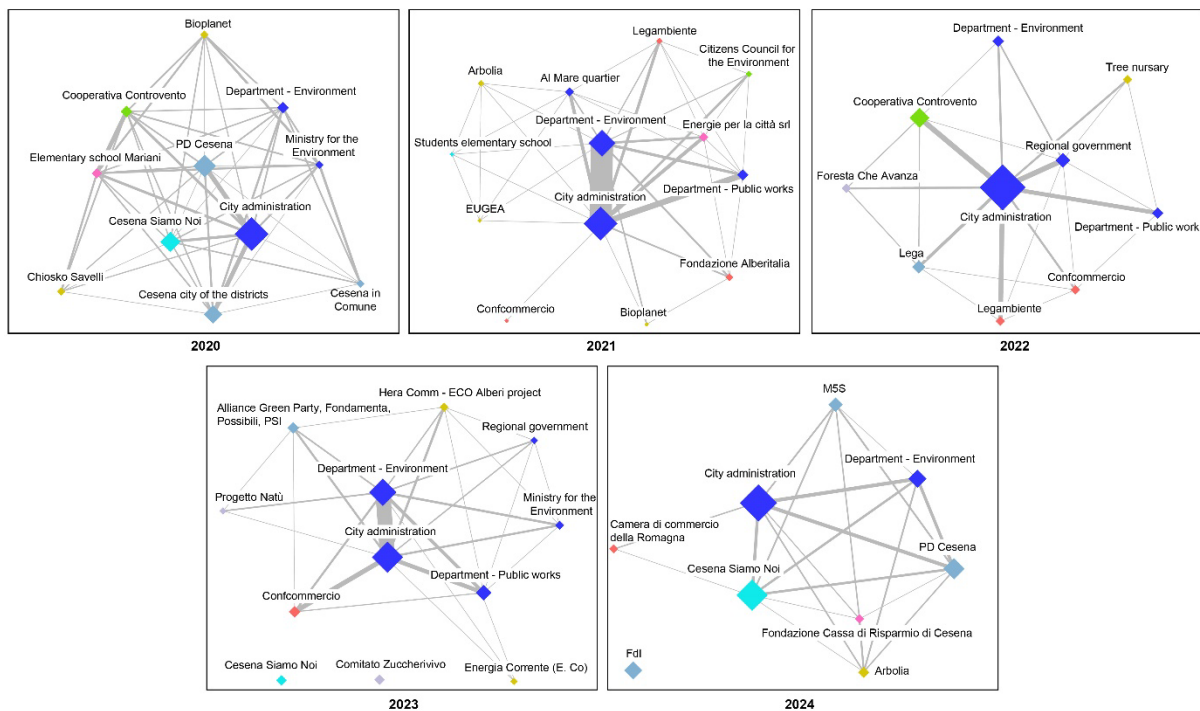 Bioplanet
Cooperativa Controvento
Department - Environment
PD Cesena
Ministry for the
Environment
Elementary school Mariani
City administration
Cesena Siamo Noi
Chiosko Savelli
Cesena city of the districts
Cesena in
Comune
2020
Legambiente
Citizens Council for
the Environment
Arbolia
Al Mare quartier
Department - Environment
Energie per la città srl
Students elementary school
Department - Public works
City administration
EUGEA
Fondazione Alberitalia
Confcommercio
Bioplanet
2021
Department - Environment
Tree nursary
Cooperativa Controvento
Regional government
Foresta Che Avanza
City administration
Department - Public work
Lega
Confcommercio
Legambiente
2022
Hera Comm - ECO Alberi project
Alliance Green Party, Fondamenta,
Possibili, PSI
Regional government
Department - Environment
Progetto Natù
Ministry for the
Environment
City administration
Department - Public works
Confcommercio
Cesena Siamo Noi
Comitato Zuccherivivo
Energia Corrente (E. Co)
2023
M5S
Department - Environment
City administration
Camera di commercio
della Romagna
PD Cesena
Cesena Siamo Noi
Fondazione Cassa di Risparmio di Cesena
FdI
Arbolia
2024